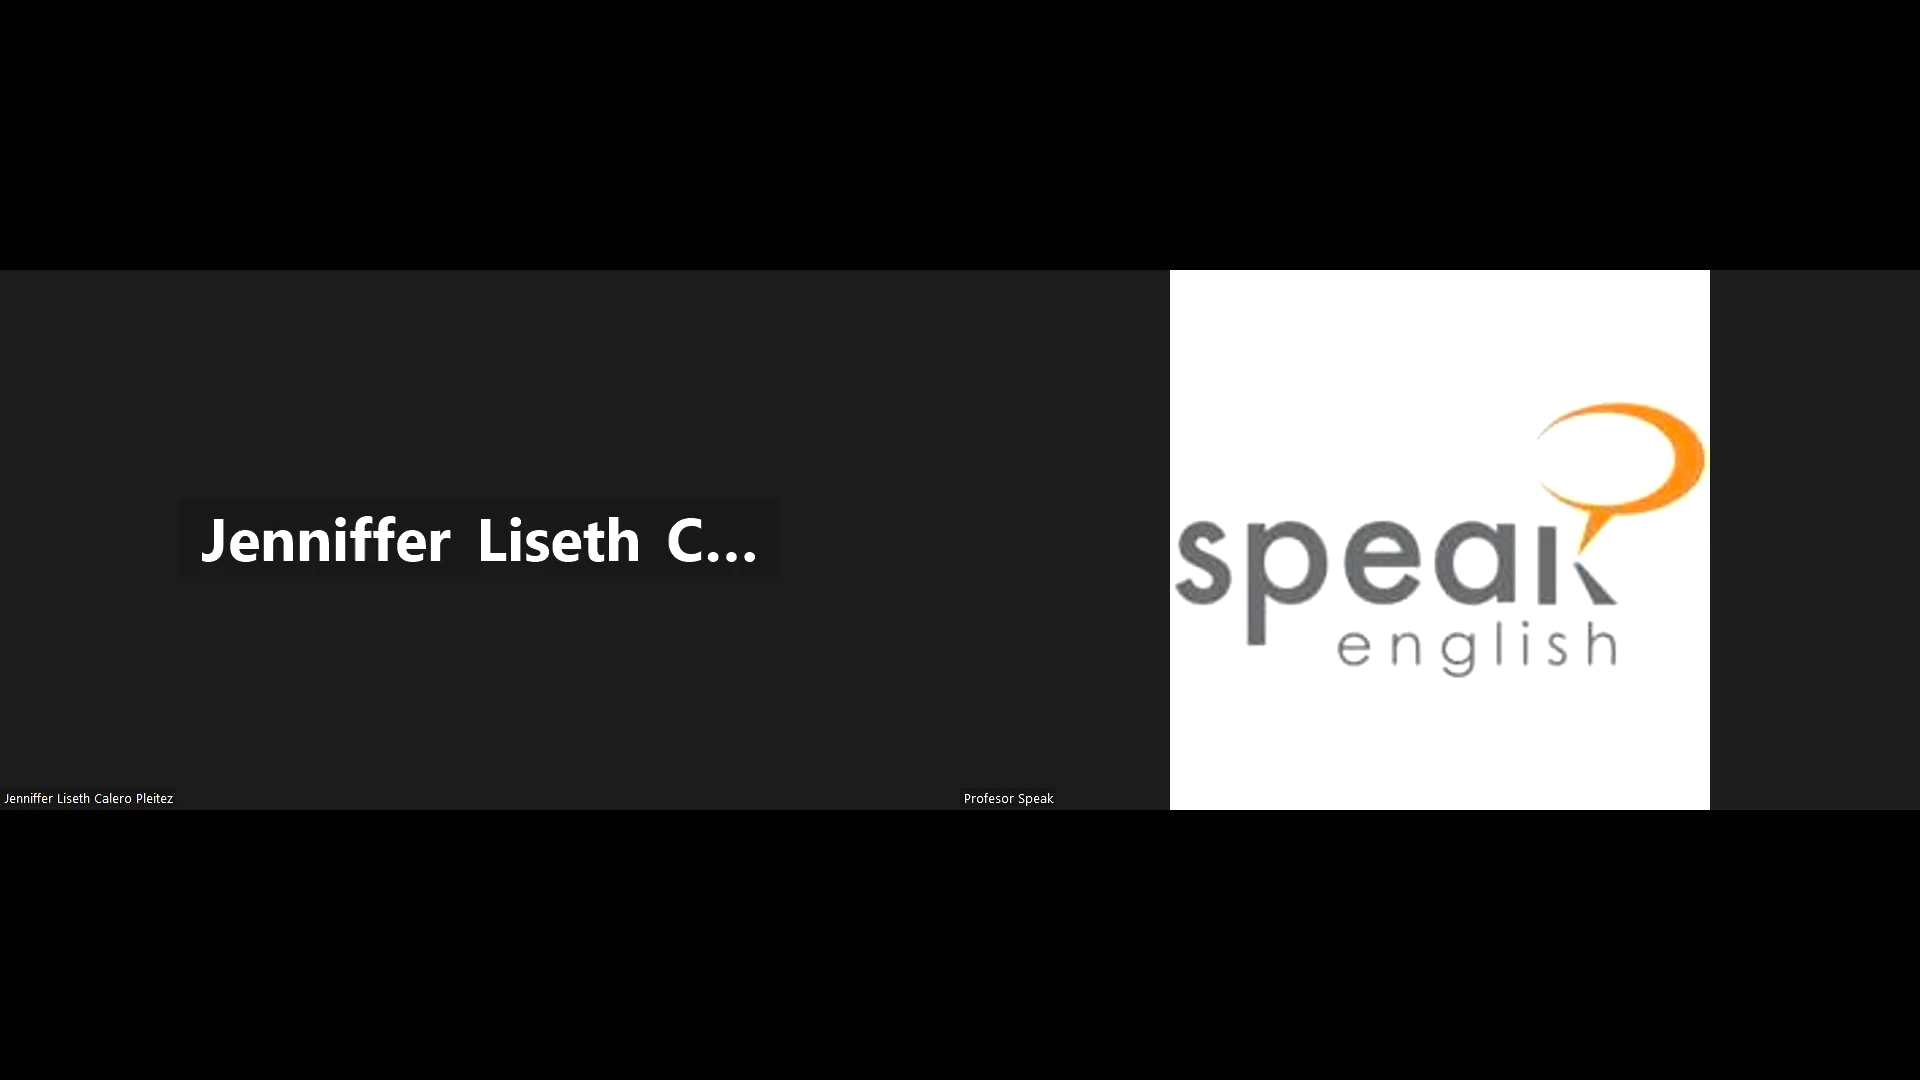 Jenniffer Liseth C...
speak
english
Jenniffer Liseth Calero Pleitez
Profesor Speak